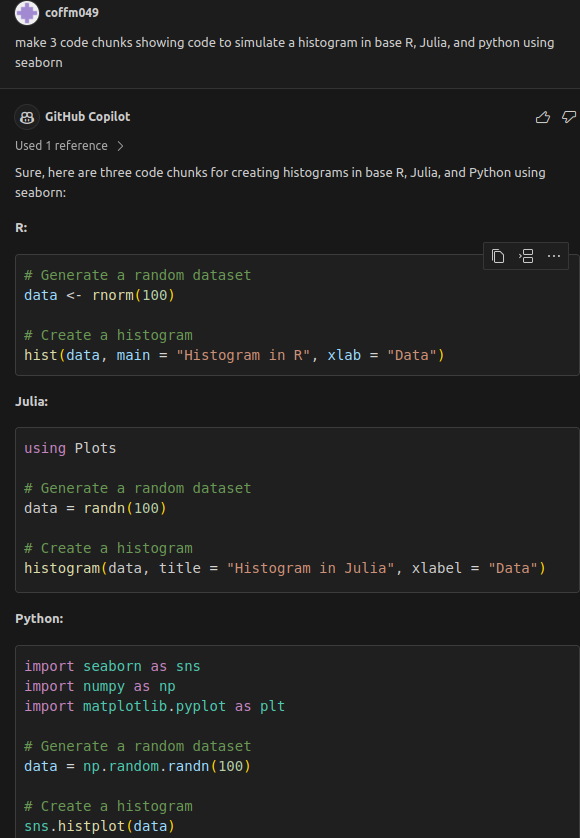 coffm049
make 3 code chunks showing code to simulate a histogram in base R, Julia, and python using
seaborn
GitHub Copilot
Used 1 reference
Sure, here are three code chunks for creating histograms in base R, Julia, and Python using
seaborn:
R:
# Generate a random dataset
data <- rnorm(100)
# Create a histogram
hist(data, main = "Histogram in R", xlab = "Data")
Julia:
using Plots
# Generate a random dataset
data = randn(100)
# Create a histogram
histogram(data, title = "Histogram in Julia", xlabel = "Data")
Python:
import seaborn as sns
import numpy as np
import matplotlib.pyplot as plt
# Generate a random dataset
data = np.random.randn(100)
# Create a histogram
sns.histplot(data)